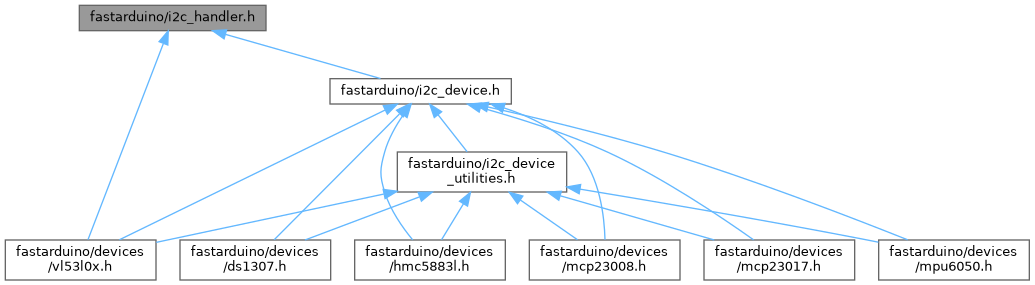 fastarduino/i2c_handler.h
fastarduino/i2c_device.h
fastarduino/i2c_device
_utilities.h
fastarduino/devices
/vl53l0x.h
fastarduino/devices
/ds1307.h
fastarduino/devices
/hmc5883l.h
fastarduino/devices
/mcp23008.h
fastarduino/devices
/mcp23017.h
fastarduino/devices
/mpu6050.h